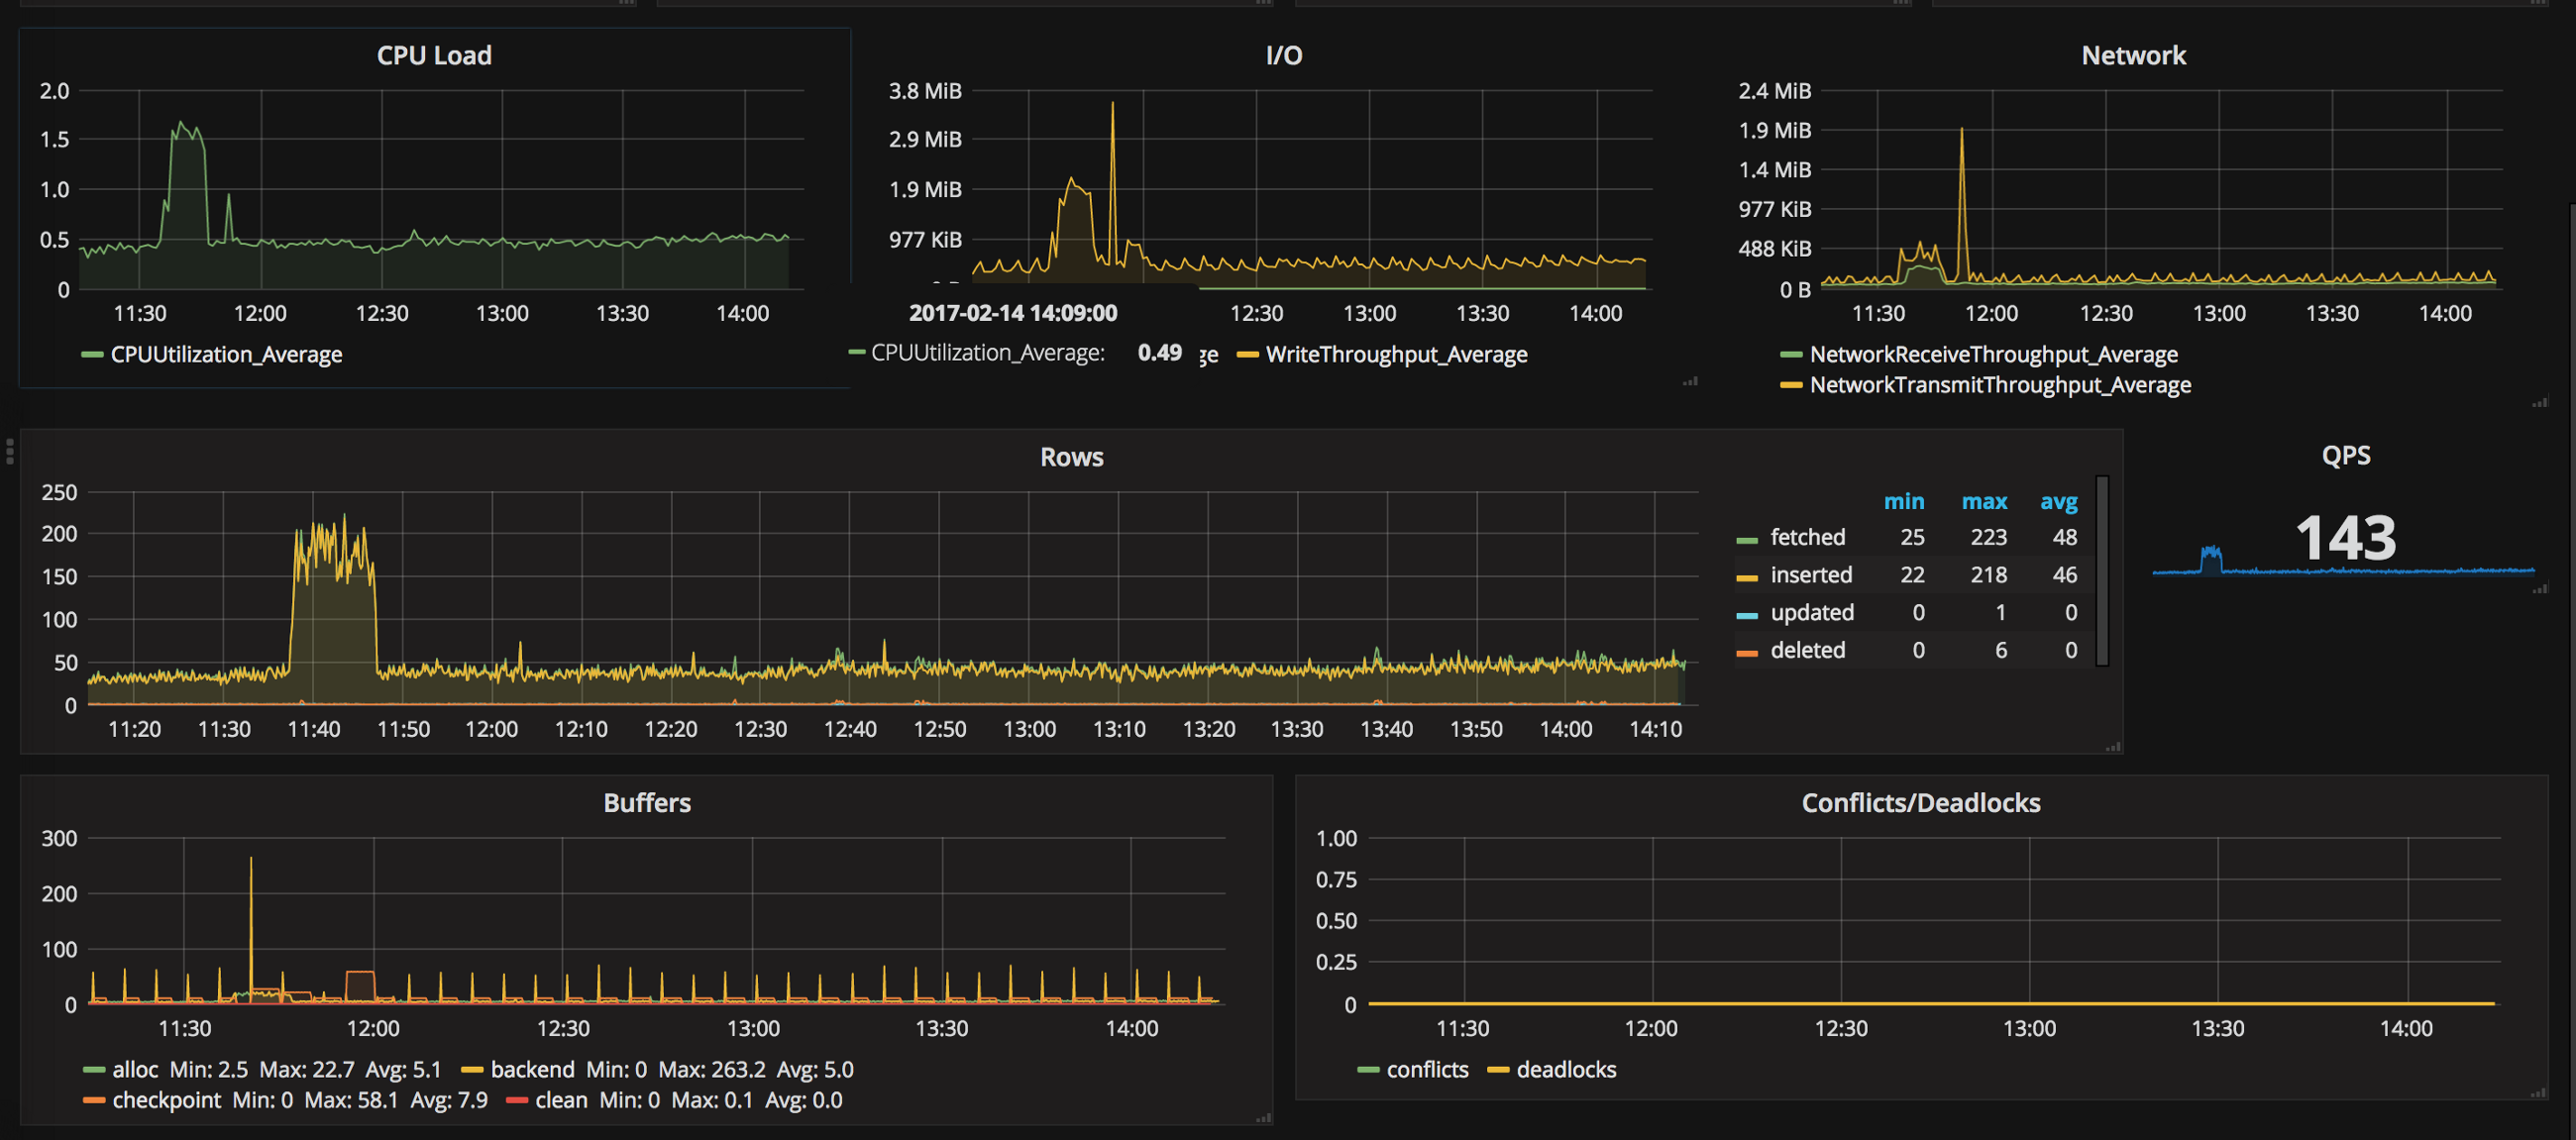 CPU Load
2.0
1.5
1.0
0.5
0
11:30 12:00 12:30 13:00 13:30 14:00
CPUUtilization_Average
I/O
3.8 MiB
2.9 MiB
1.9 MiB
977 KiB
2017-02-14 14:09:00 12:30 13:00 13:30 14:00
CPUUtilization_Average: 0.49 ge WriteThroughput_Average
Network
2.4 MiB
1.9 MiB
1.4 MiB
977 KiB
488 KiB
0 B
11:30 12:00 12:30 13:00 13:30 14:00
NetworkReceiveThroughput_Average
NetworkTransmitThroughput_Average
Rows
250
200
150
100
50
0
11:20 11:30 11:40 11:50 12:00 12:10 12:20 12:30 12:40 12:50 13:00 13:10 13:20 13:30 13:40 13:50 14:00 14:10
min max avg
fetched 25 223 48
inserted 22 218 46
updated 0 1 0
deleted 0 6 0
QPS
143
Buffers
300
200
100
0
11:30 12:00 12:30 13:00 13:30 14:00
alloc Min: 2.5 Max: 22.7 Avg: 5.1 backend Min: 0 Max: 263.2 Avg: 5.0
checkpoint Min: 0 Max: 58.1 Avg: 7.9 clean Min: 0 Max: 0.1 Avg: 0.0
Conflicts/Deadlocks
1.00
0.75
0.50
0.25
0
11:30 12:00 12:30 13:00 13:30 14:00
conflicts deadlocks